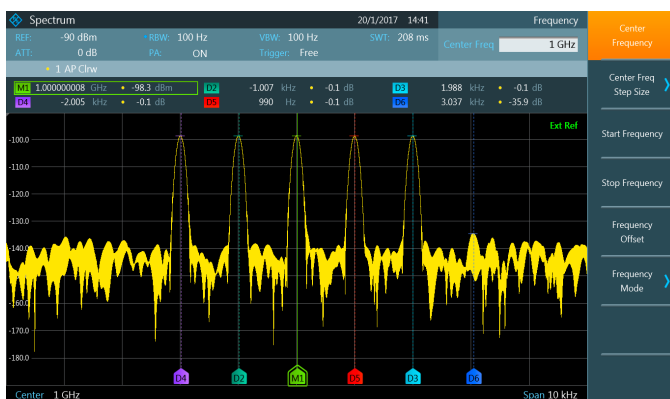 Spectrum 20/1/2017 14:41 Frequency
REF: -90 dBm RBW: 100 Hz VBW: 100 Hz SWT: 208 ms
ATT: 0 dB PA: ON Trigger: Free
Center Freq 1 GHz
1 AP Clrw
M1 1.000000008 GHz • -98.3 dBm D2 -1.007 kHz • -0.1 dB D3 1.988 kHz • -0.1 dB
D4 -2.005 kHz • -0.1 dB D5 990 Hz • -0.1 dB D6 3.037 kHz • -35.9 dB
Ext Ref
-100.0
-110.0
-120.0
-130.0
-140.0
-160.0
-170.0
-180.0
D4 D2 M1 D5 D3 D6
Center 1 GHz Span 10 kHz
Center
Frequency
Center Freq
Step Size
Start Frequency
Stop Frequency
Frequency
Offset
Frequency
Mode